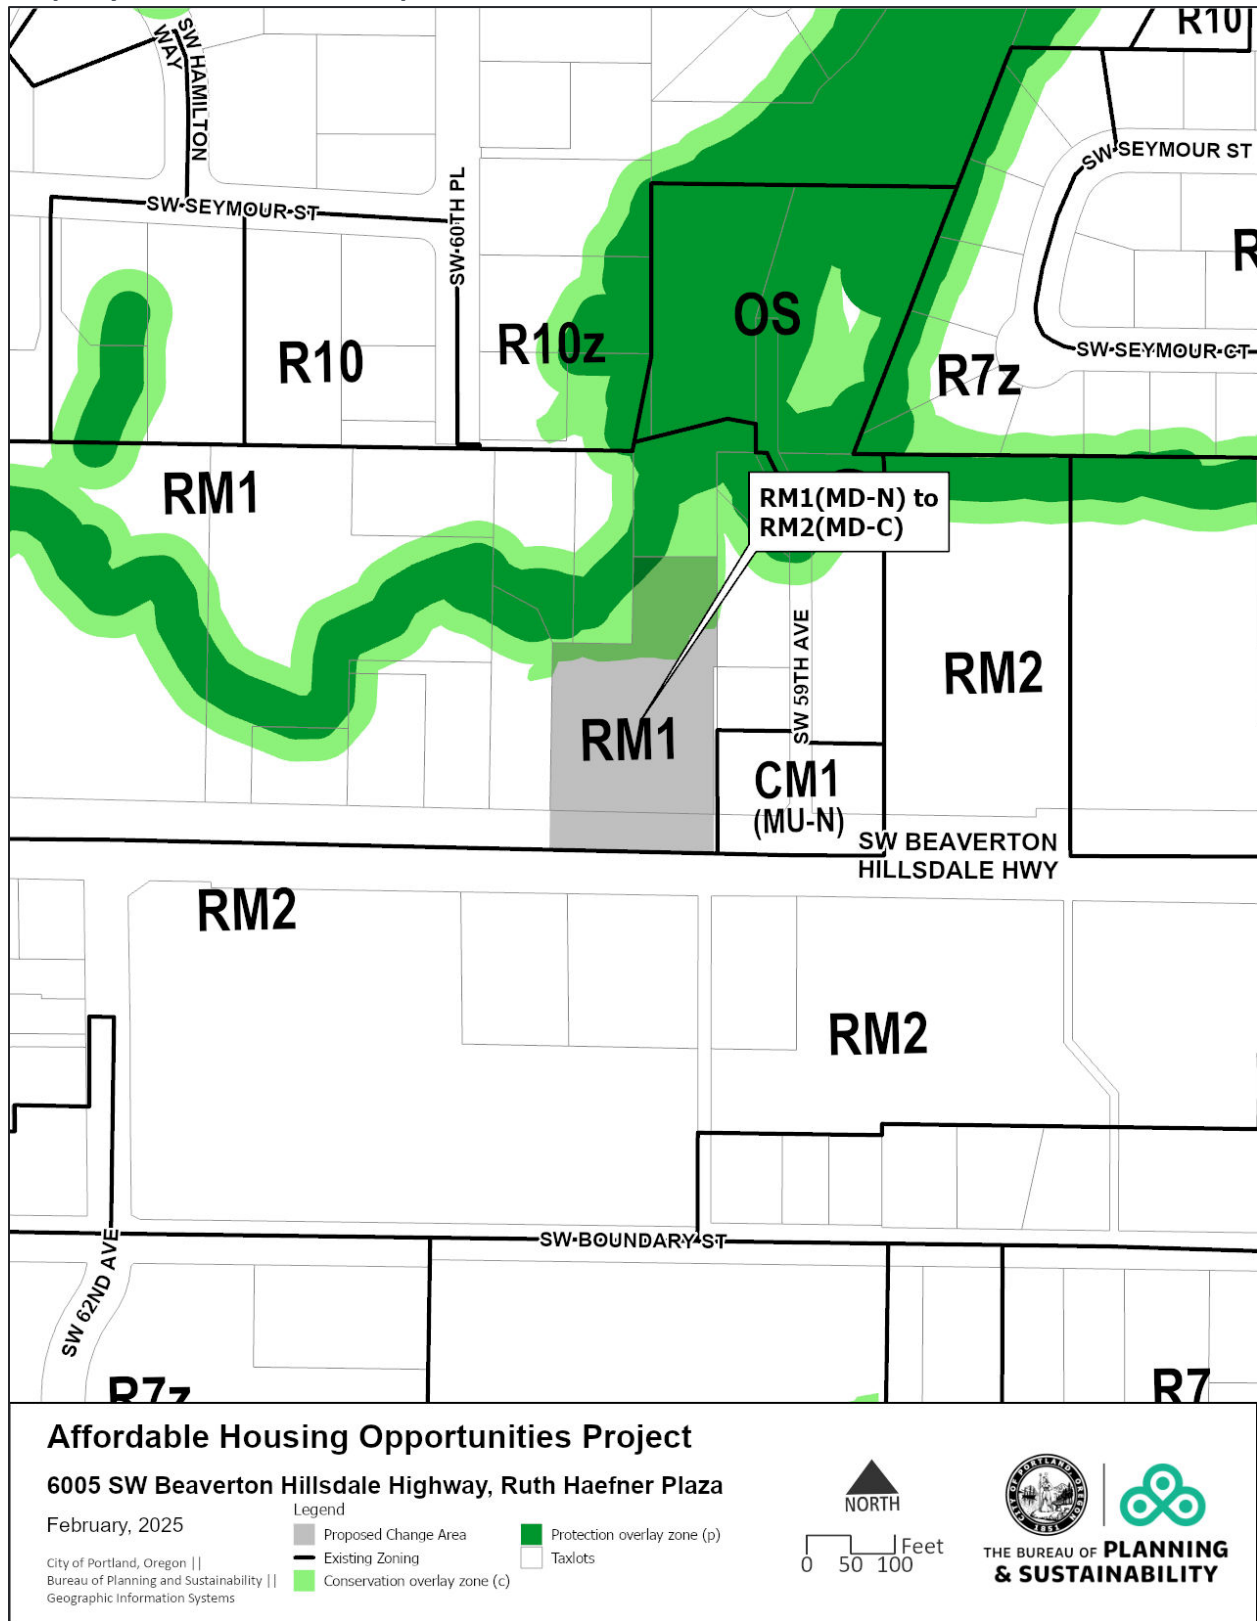 R10
SW HAMILTON
WAY
SW SEYMOUR ST
SW SEYMOUR ST
SW 60TH PL
R
OS
R10z
R10
R7z
SW SEYMOUR CT
RM1
RM1(MD-N) to
RM2(MD-C)
SW 59TH AVE
RM2
RM1
CM1
(MU-N)
SW BEAVERTON
HILLSDALE HWY
RM2
RM2
SW BOUNDARY ST
SW 62ND AVE
R7z
R7
Affordable Housing Opportunities Project
6005 SW Beaverton Hillsdale Highway, Ruth Haefner Plaza
February, 2025
City of Portland, Oregon ||
Bureau of Planning and Sustainability ||
Geographic Information Systems
Legend
Proposed Change Area
Existing Zoning
Conservation overlay zone (c)
Protection overlay zone (p)
Taxlots
NORTH
Feet
0 50 100
CITY OF PORTLAND, OREGON
1851
THE BUREAU OF PLANNING
& SUSTAINABILITY